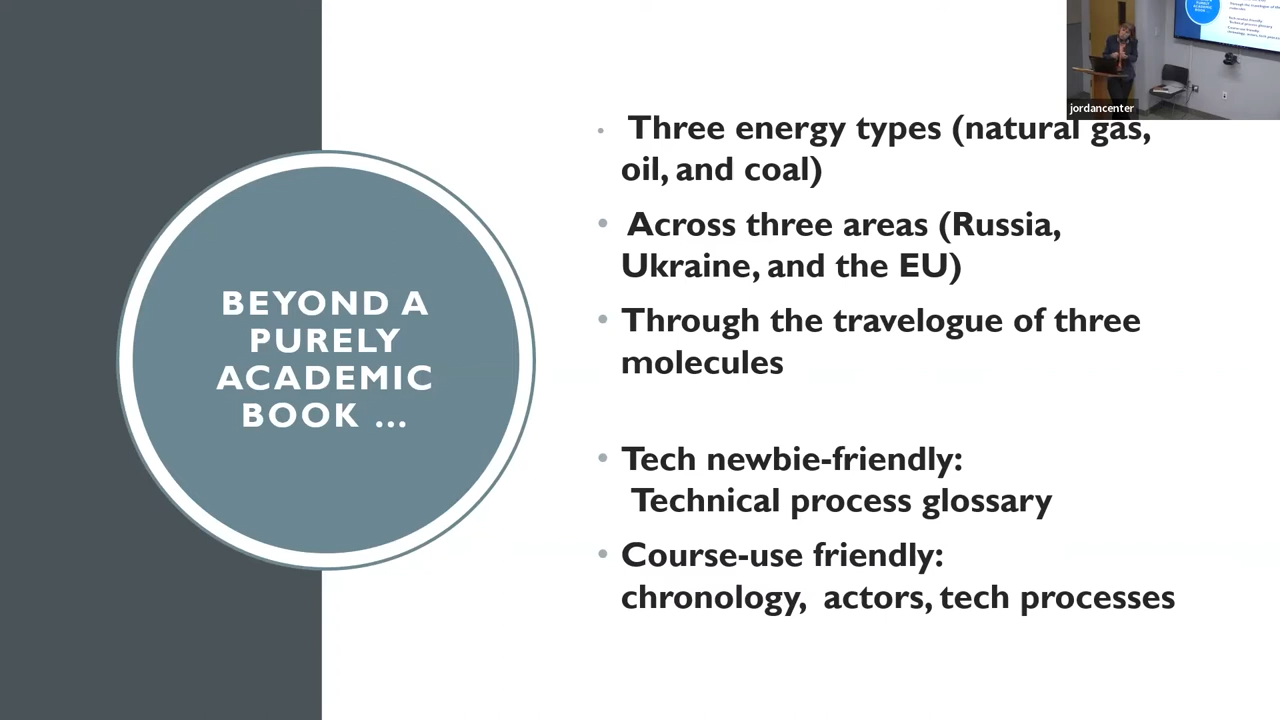 BEYOND A
PURELY
ACADEMIC
BOOK ...
• Three energy types (natural gas,
oil, and coal)
• Across three areas (Russia,
Ukraine, and the EU)
• Through the travelogue of three
molecules
• Tech newbie-friendly:
Technical process glossary
• Course-use friendly:
chronology, actors, tech processes
jordancenter